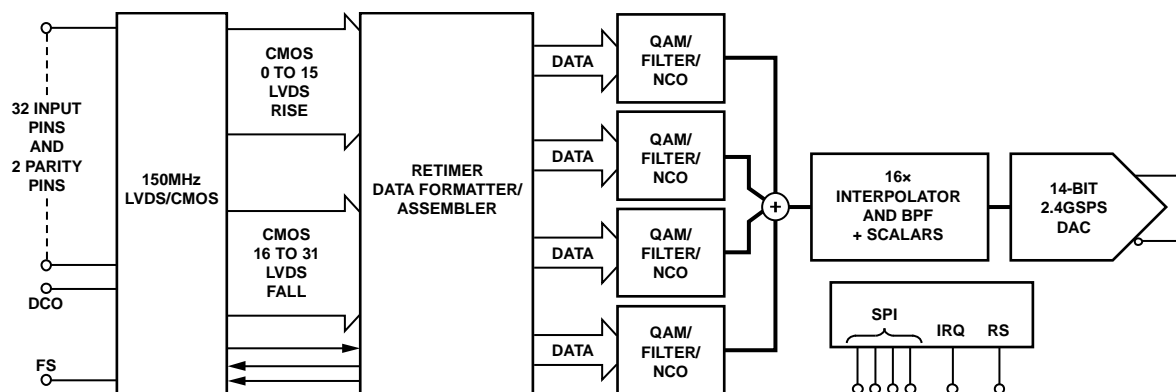 32 INPUT
PINS
AND
2 PARITY
PINS
DCO
FS
150MHz
LVDS/CMOS
CMOS
0 TO 15
LVDS
RISE
CMOS
16 TO 31
LVDS
FALL
RETIMER
DATA FORMATTER/
ASSEMBLER
DATA
QAM/
FILTER/
NCO
DATA
QAM/
FILTER/
NCO
DATA
QAM/
FILTER/
NCO
DATA
QAM/
FILTER/
NCO
+
16×
INTERPOLATOR
AND BPF
+ SCALARS
14-BIT
2.4GSPS
DAC
SPI
IRQ
RS